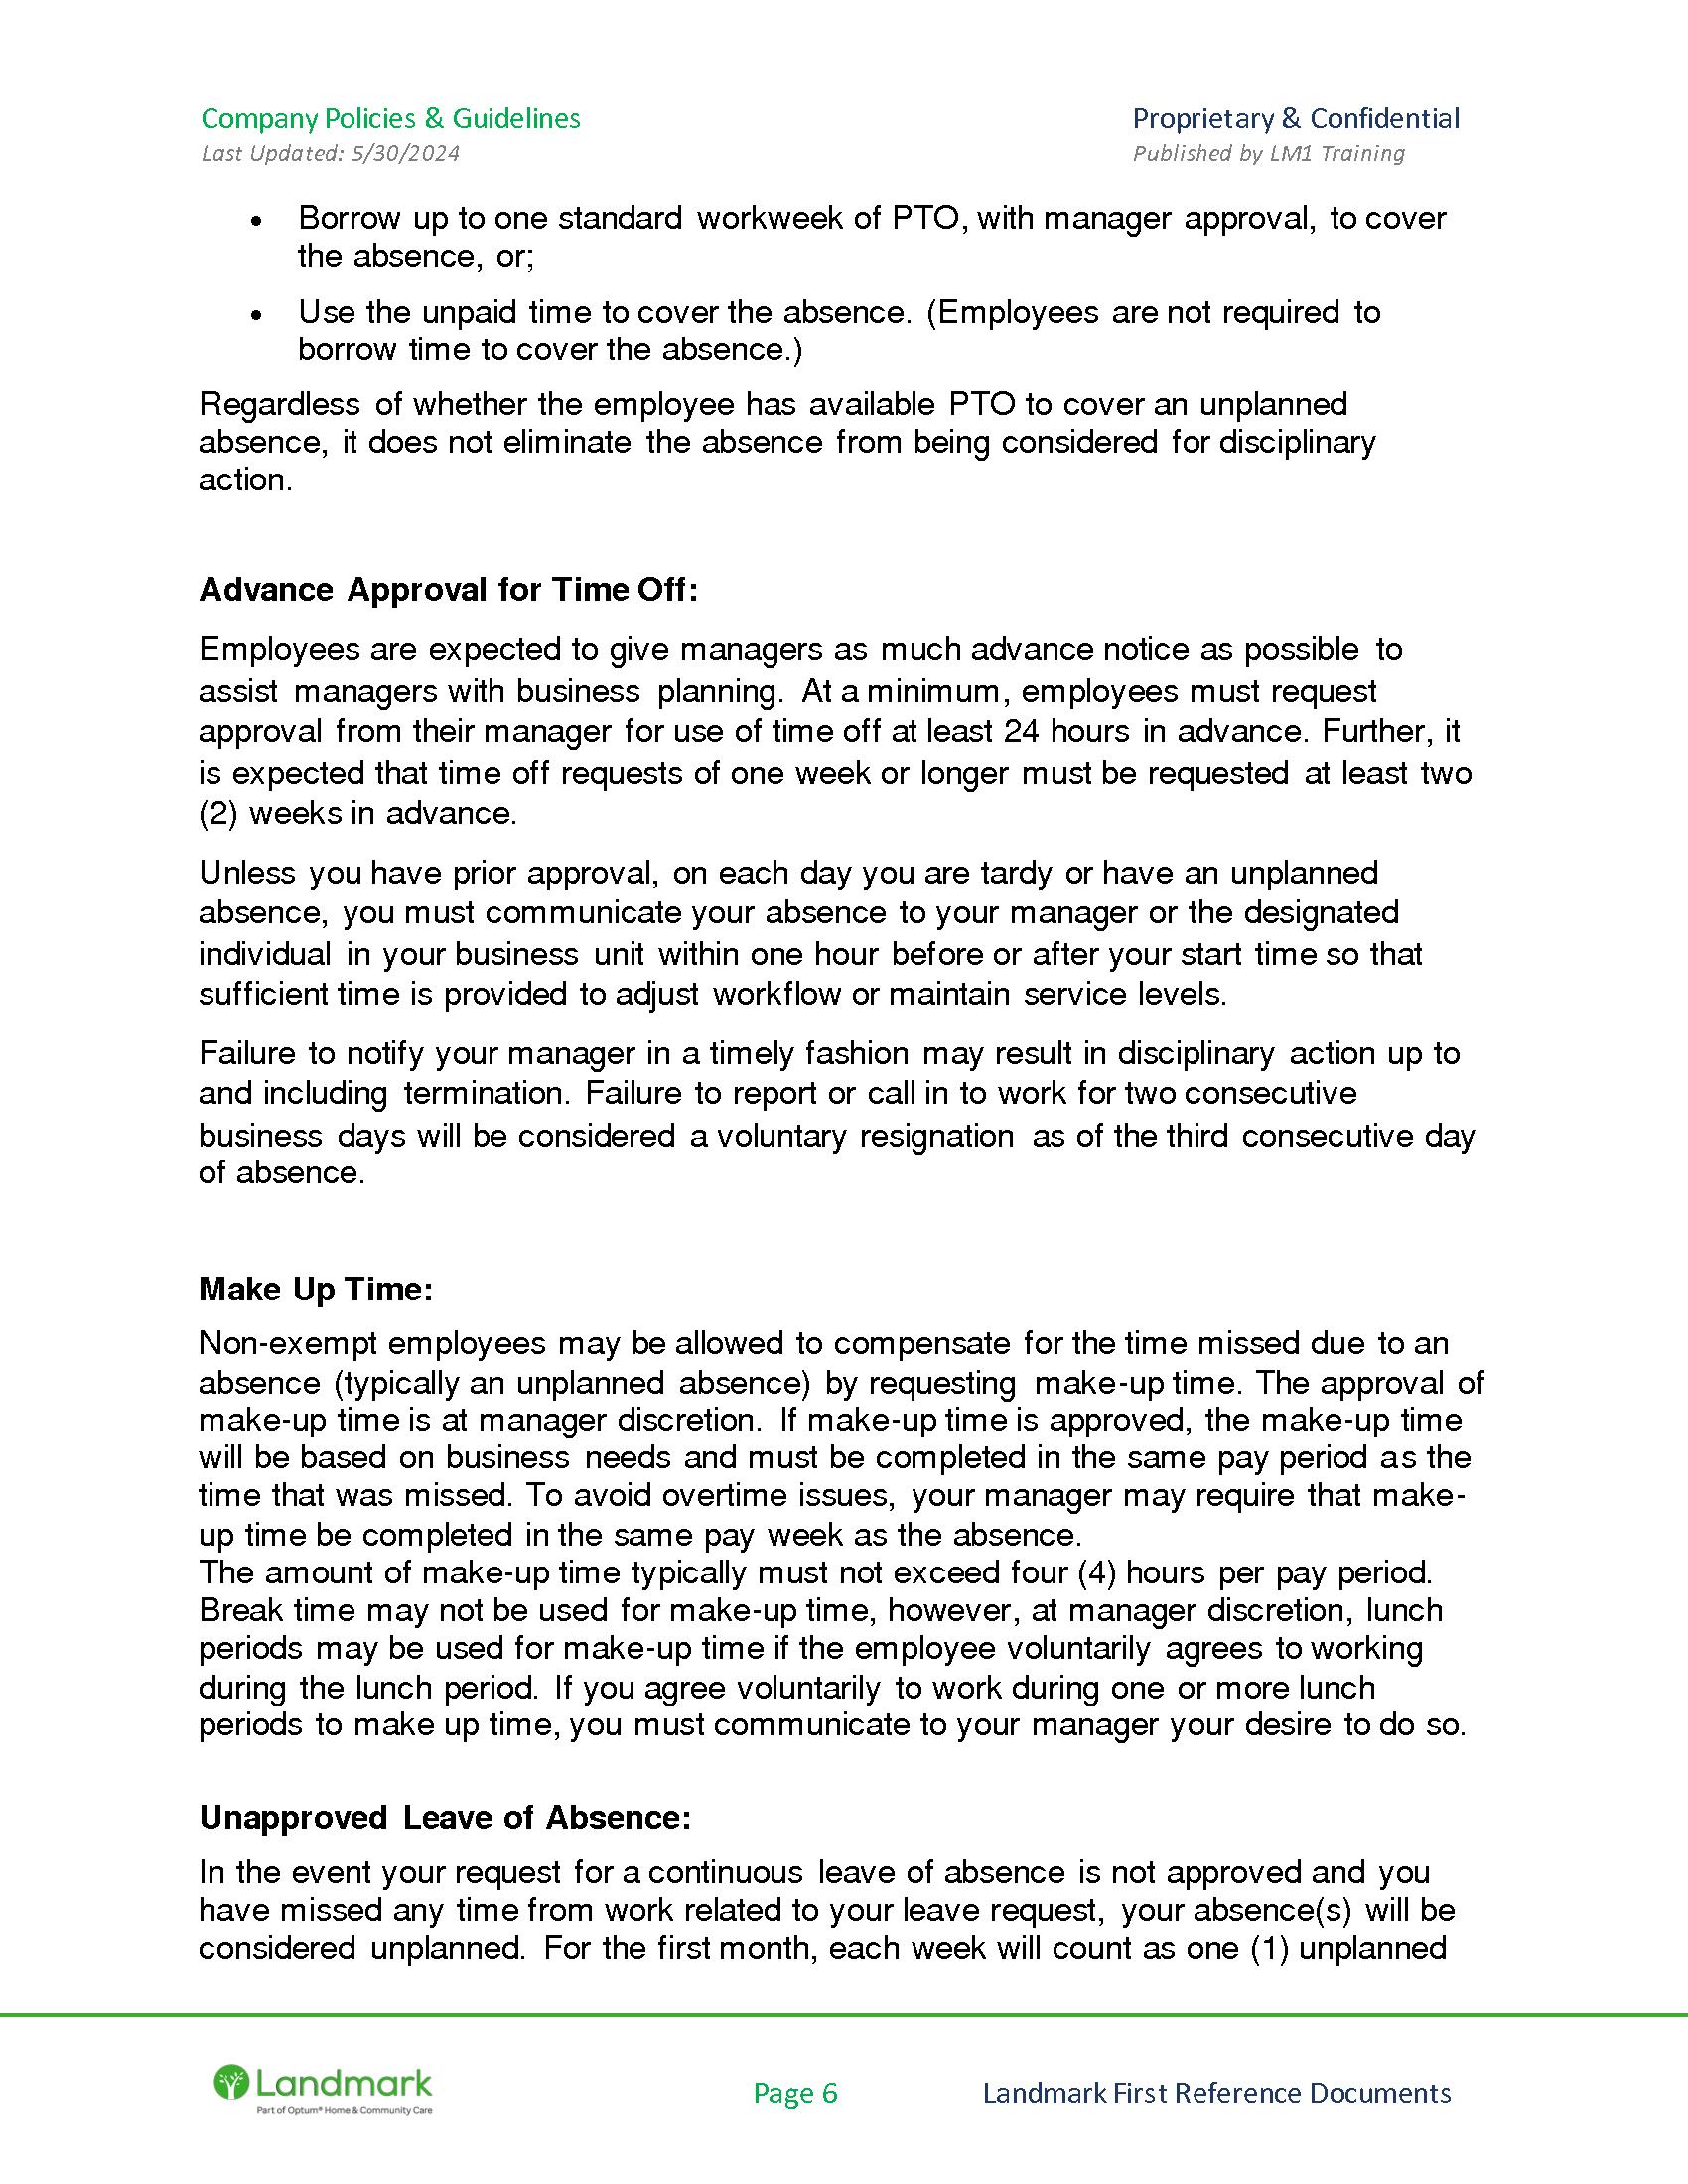 Company Policies & Guidelines
Proprietary & Confidential
Last Updated: 5/30/2024
Published by LM1 Training
• Borrow up to one standard workweek of PTO, with manager approval, to cover
the absence, or;
• Use the unpaid time to cover the absence. (Employees are not required to
borrow time to cover the absence.)
Regardless of whether the employee has available PTO to cover an unplanned
absence, it does not eliminate the absence from being considered for disciplinary
action.
Advance Approval for Time Off:
Employees are expected to give managers as much advance notice as possible to
assist managers with business planning. At a minimum, employees must request
approval from their manager for use of time off at least 24 hours in advance. Further, it
is expected that time off requests of one week or longer must be requested at least two
(2) weeks in advance.
Unless you have prior approval, on each day you are tardy or have an unplanned
absence, you must communicate your absence to your manager or the designated
individual in your business unit within one hour before or after your start time so that
sufficient time is provided to adjust workflow or maintain service levels.
Failure to notify your manager in a timely fashion may result in disciplinary action up to
and including termination. Failure to report or call in to work for two consecutive
business days will be considered a voluntary resignation as of the third consecutive day
of absence.
Make Up Time:
Non-exempt employees may be allowed to compensate for the time missed due to an
absence (typically an unplanned absence) by requesting make-up time. The approval of
make-up time is at manager discretion. If make-up time is approved, the make-up time
will be based on business needs and must be completed in the same pay period as the
time that was missed. To avoid overtime issues, your manager may require that make-
up time be completed in the same pay week as the absence.
The amount of make-up time typically must not exceed four (4) hours per pay period.
Break time may not be used for make-up time, however, at manager discretion, lunch
periods may be used for make-up time if the employee voluntarily agrees to working
during the lunch period. If you agree voluntarily to work during one or more lunch
periods to make up time, you must communicate to your manager your desire to do so.
Unapproved Leave of Absence:
In the event your request for a continuous leave of absence is not approved and you
have missed any time from work related to your leave request, your absence(s) will be
considered unplanned. For the first month, each week will count as one (1) unplanned
Landmark
Part of Optum® Home & Community Care
Page 6
Landmark First Reference Documents